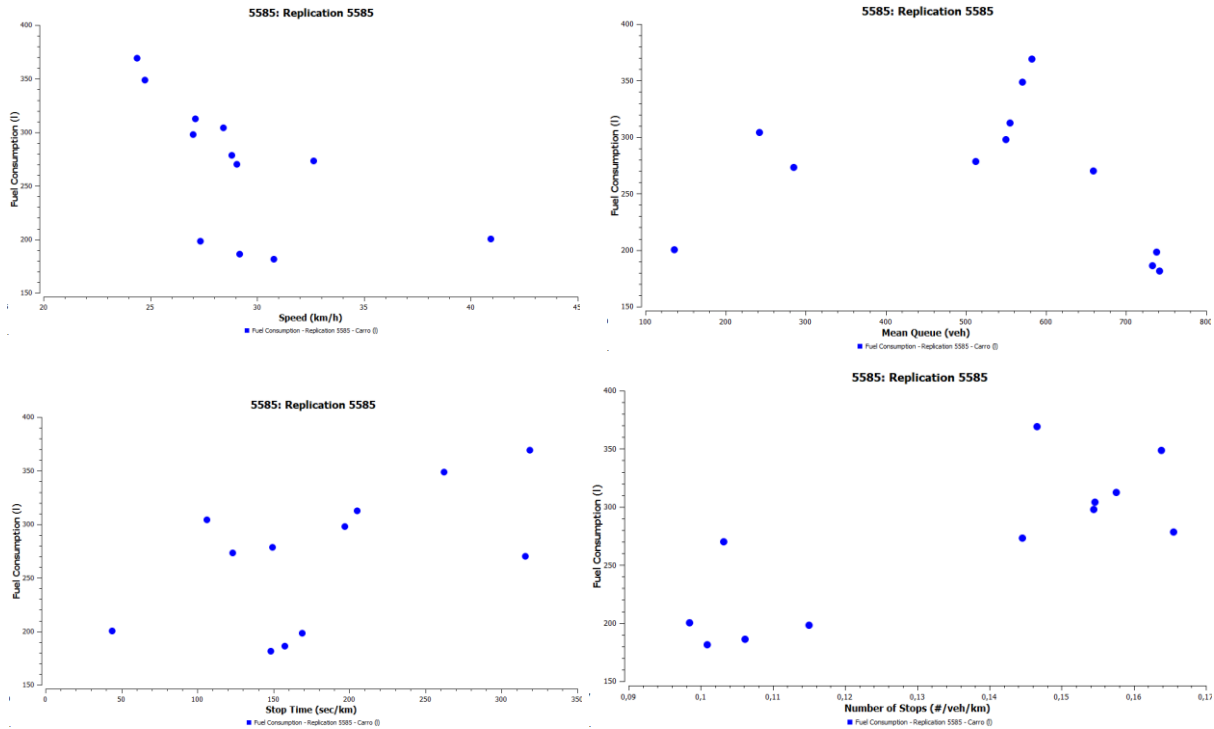 5585: Replication 5585
400
350
300
250
200
150
Fuel Consumption (l)
20 25 30 35 40 45
Speed (km/h)
Fuel Consumption - Replication 5585 - Carro (l)
5585: Replication 5585
400
350
300
250
200
150
Fuel Consumption (l)
100 200 300 400 500 600 700 800
Mean Queue (veh)
Fuel Consumption - Replication 5585 - Carro (l)
5585: Replication 5585
400
350
300
250
200
150
Fuel Consumption (l)
0 50 100 150 200 250 300 350
Stop Time (sec/km)
Fuel Consumption - Replication 5585 - Carro (l)
5585: Replication 5585
400
350
300
250
200
150
Fuel Consumption (l)
0,09 0,1 0,11 0,12 0,13 0,14 0,15 0,16 0,17
Number of Stops (#/veh/km)
Fuel Consumption - Replication 5585 - Carro (l)